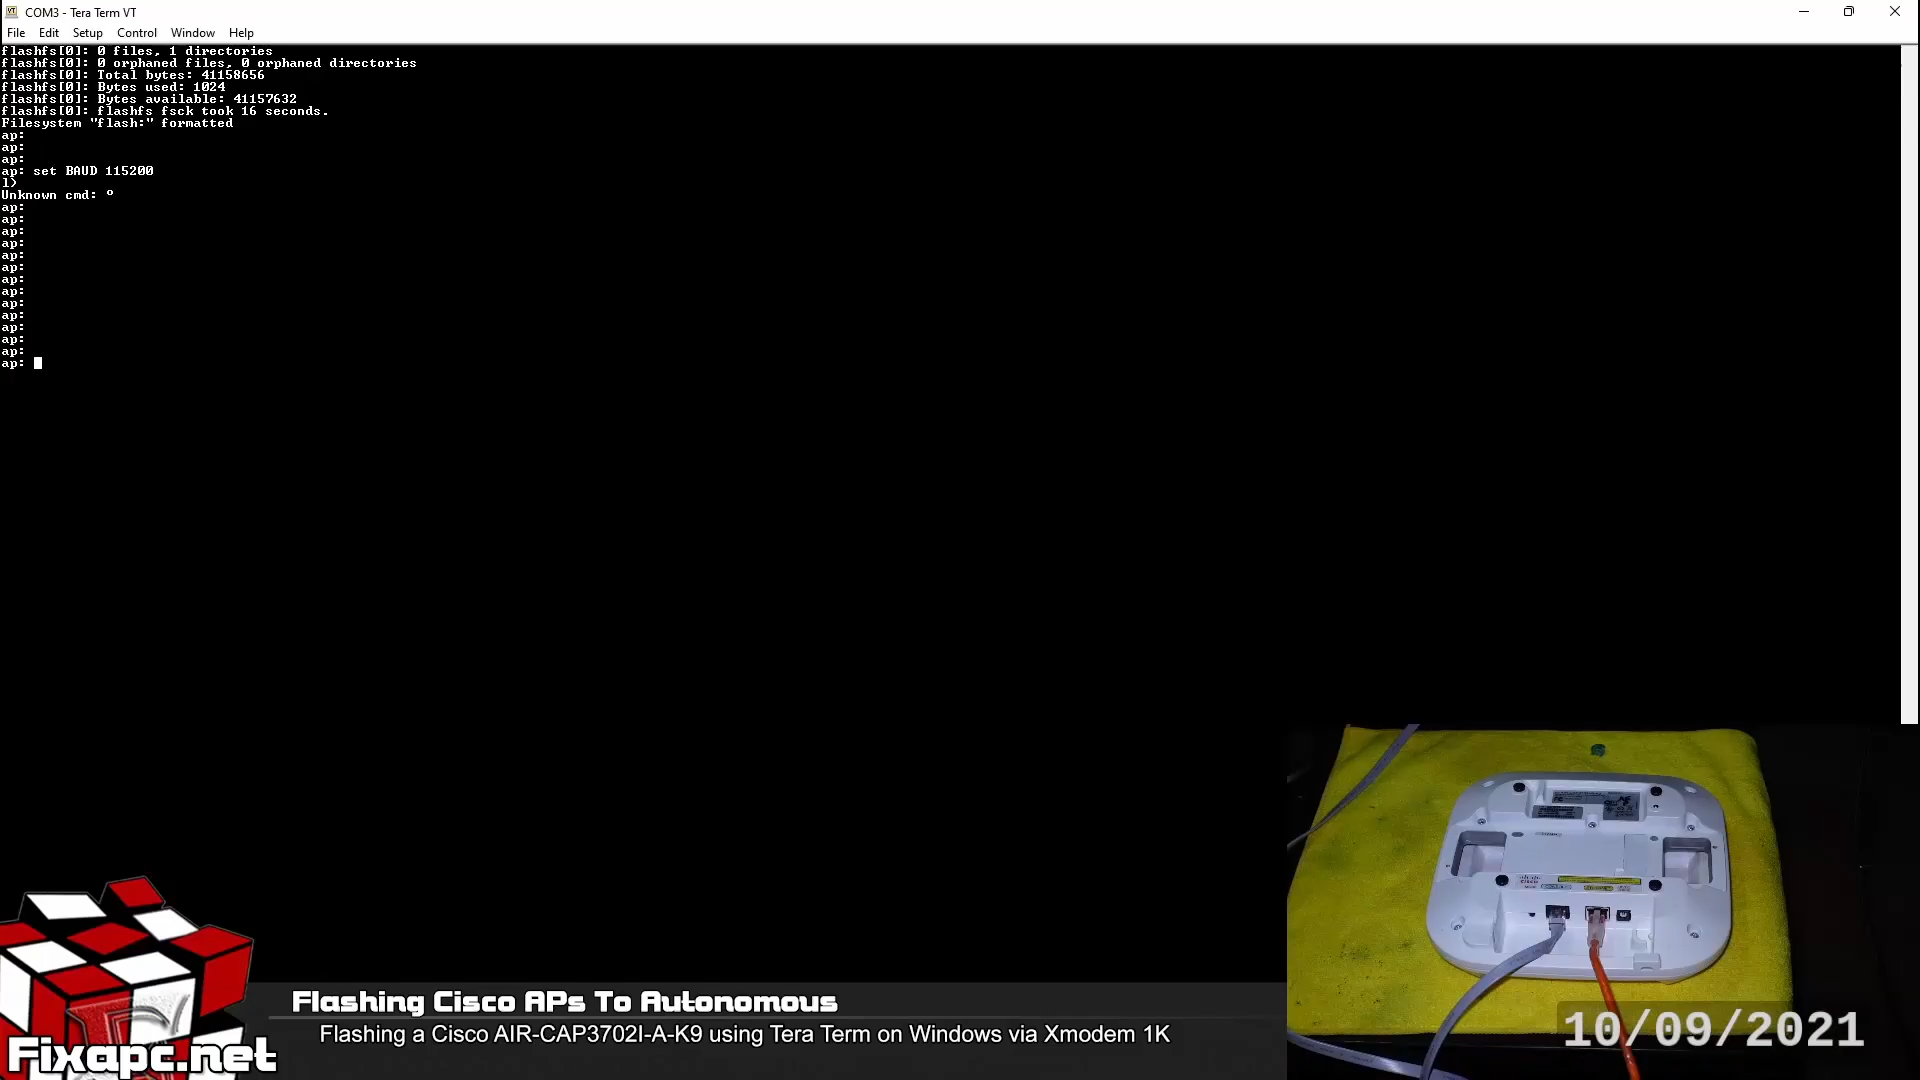 COM3 - Tera Term VT
File Edit Setup Control Window Help
flashfs[0]: 0 files, 1 directories
flashfs[0]: 0 orphaned files, 0 orphaned directories
flashfs[0]: Total bytes: 41158656
flashfs[0]: Bytes used: 1024
flashfs[0]: Bytes available: 41157632
flashfs[0]: flashfs fsck took 16 seconds.
Filesystem "flash:" formatted
ap:
ap:
ap:
ap: set BAUD 115200
l)
Unknown cmd: º
ap:
ap:
ap:
ap:
ap:
ap:
ap:
ap:
ap:
ap:
ap:
ap:
ap:
ap:
Flashing Cisco APs To Autonomous
Flashing a Cisco AIR-CAP3702I-A-K9 using Tera Term on Windows via Xmodem 1K
Fixapc.net
10/09/2021